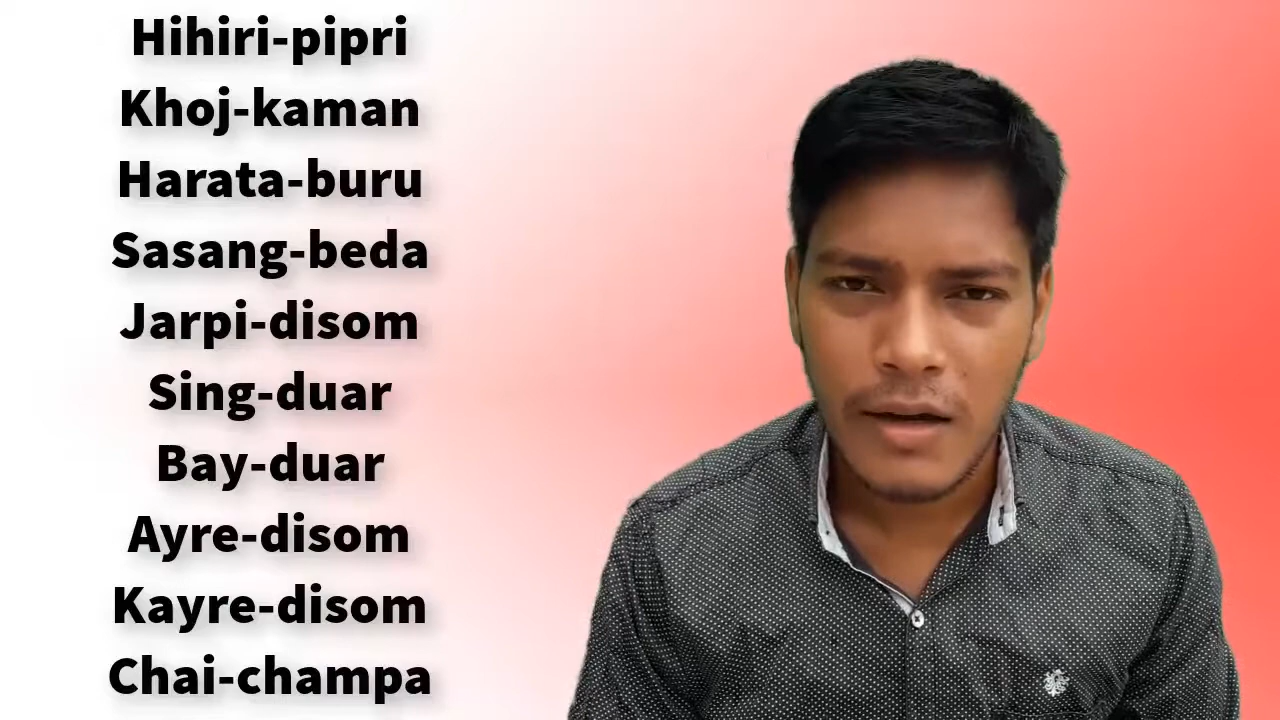 Hihiri-pipri
Khoj-kaman
Harata-buru
Sasang-beda
Jarpi-disom
Sing-duar
Bay-duar
Ayre-disom
Kayre-disom
Chai-champa